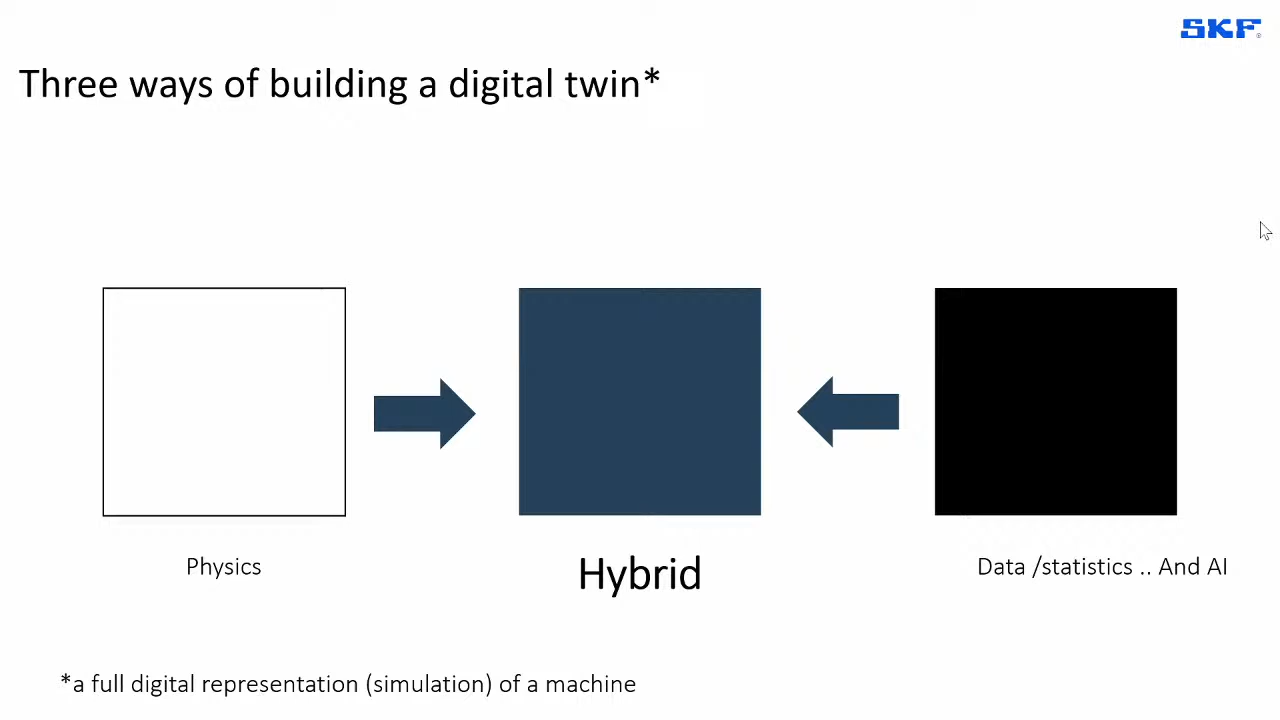 SKF®
Three ways of building a digital twin*
Physics
Hybrid
Data /statistics .. And AI
*a full digital representation (simulation) of a machine